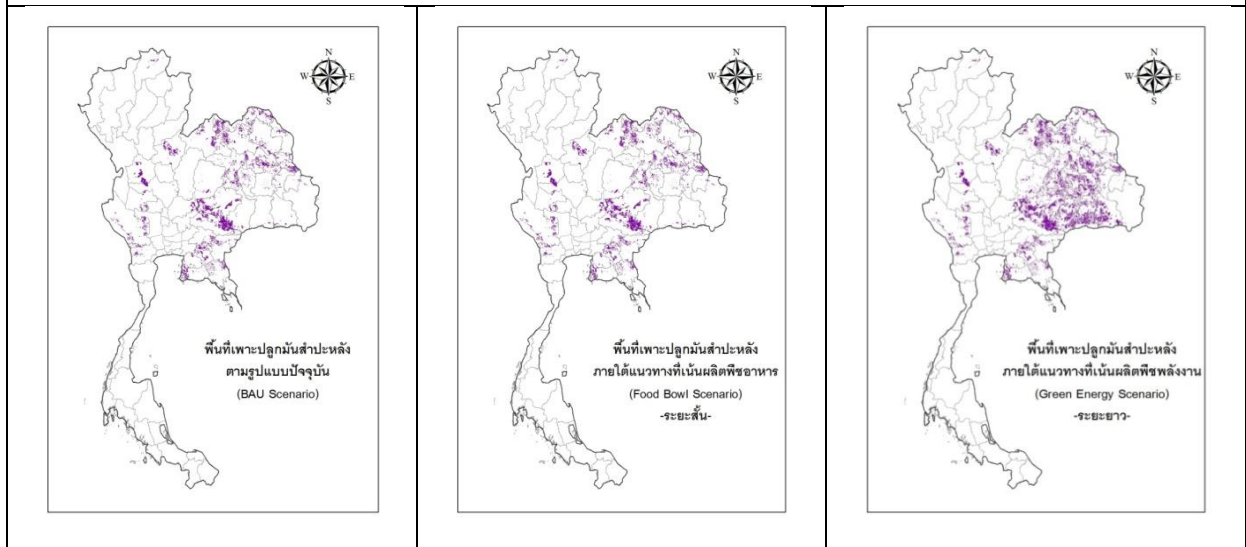 N
W E
S
พื้นที่เพาะปลูกมันสำปะหลัง
ตามรูปแบบปัจจุบัน
(BAU Scenario)
N
W E
S
พื้นที่เพาะปลูกมันสำปะหลัง
ภายใต้แนวทางที่เน้นผลิตพืชอาหาร
(Food Bowl Scenario)
-ระยะสั้น-
N
W E
S
พื้นที่เพาะปลูกมันสำปะหลัง
ภายใต้แนวทางที่เน้นผลิตพืชพลังงาน
(Green Energy Scenario)
-ระยะยาว-